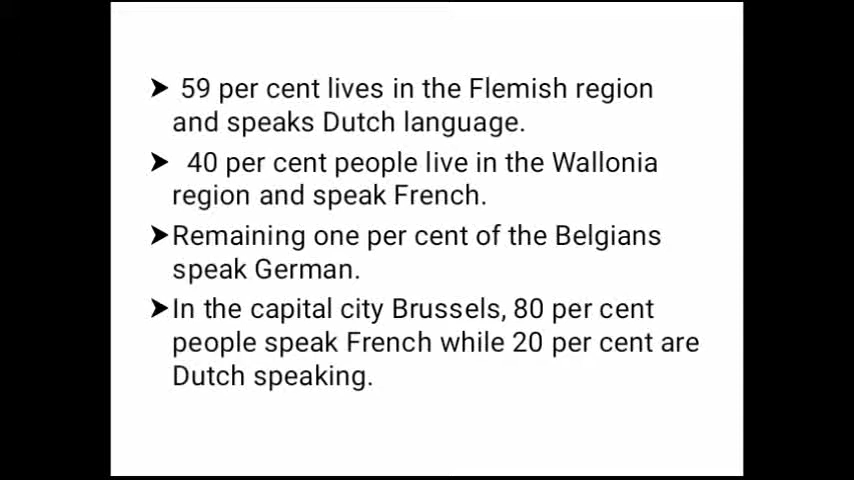 ➤ 59 per cent lives in the Flemish region
and speaks Dutch language.
➤ 40 per cent people live in the Wallonia
region and speak French.
➤Remaining one per cent of the Belgians
speak German.
➤In the capital city Brussels, 80 per cent
people speak French while 20 per cent are
Dutch speaking.